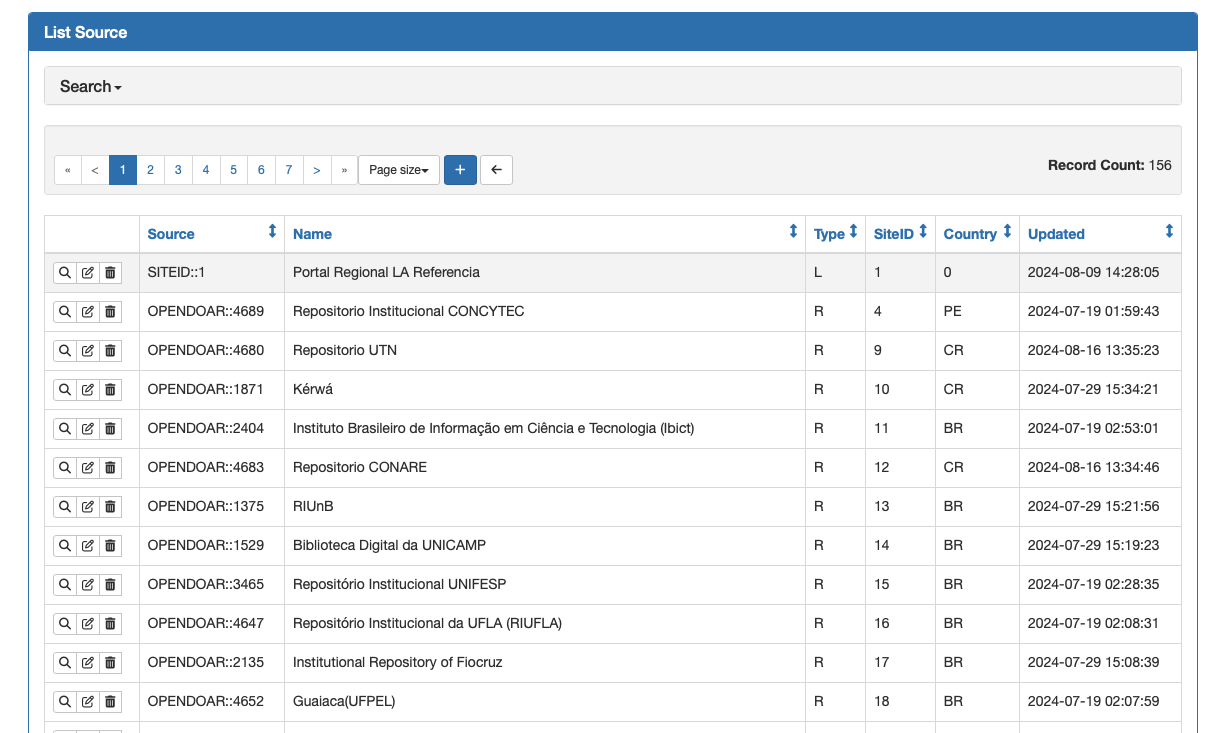 List Source
Search
« < 1 2 3 4 5 6 7 > » Page size + Record Count: 156
Source Name Type SiteID Country Updated
SITEID::1 Portal Regional LA Referencia L 1 0 2024-08-09 14:28:05
OPENDOAR::4689 Repositorio Institucional CONCYTEC R 4 PE 2024-07-19 01:59:43
OPENDOAR::4680 Repositorio UTN R 9 CR 2024-08-16 13:35:23
OPENDOAR::1871 Kérwá R 10 CR 2024-07-29 15:34:21
OPENDOAR::2404 Instituto Brasileiro de Informação em Ciência e Tecnologia (Ibict) R 11 BR 2024-07-19 02:53:01
OPENDOAR::4683 Repositorio CONARE R 12 CR 2024-08-16 13:34:46
OPENDOAR::1375 RIUnB R 13 BR 2024-07-29 15:21:56
OPENDOAR::1529 Biblioteca Digital da UNICAMP R 14 BR 2024-07-29 15:19:23
OPENDOAR::3465 Repositório Institucional UNIFESP R 15 BR 2024-07-19 02:28:35
OPENDOAR::4647 Repositório Institucional da UFLA (RIUFLA) R 16 BR 2024-07-19 02:08:31
OPENDOAR::2135 Institutional Repository of Fiocruz R 17 BR 2024-07-29 15:08:39
OPENDOAR::4652 Guaiaca(UFPEL) R 18 BR 2024-07-19 02:07:59